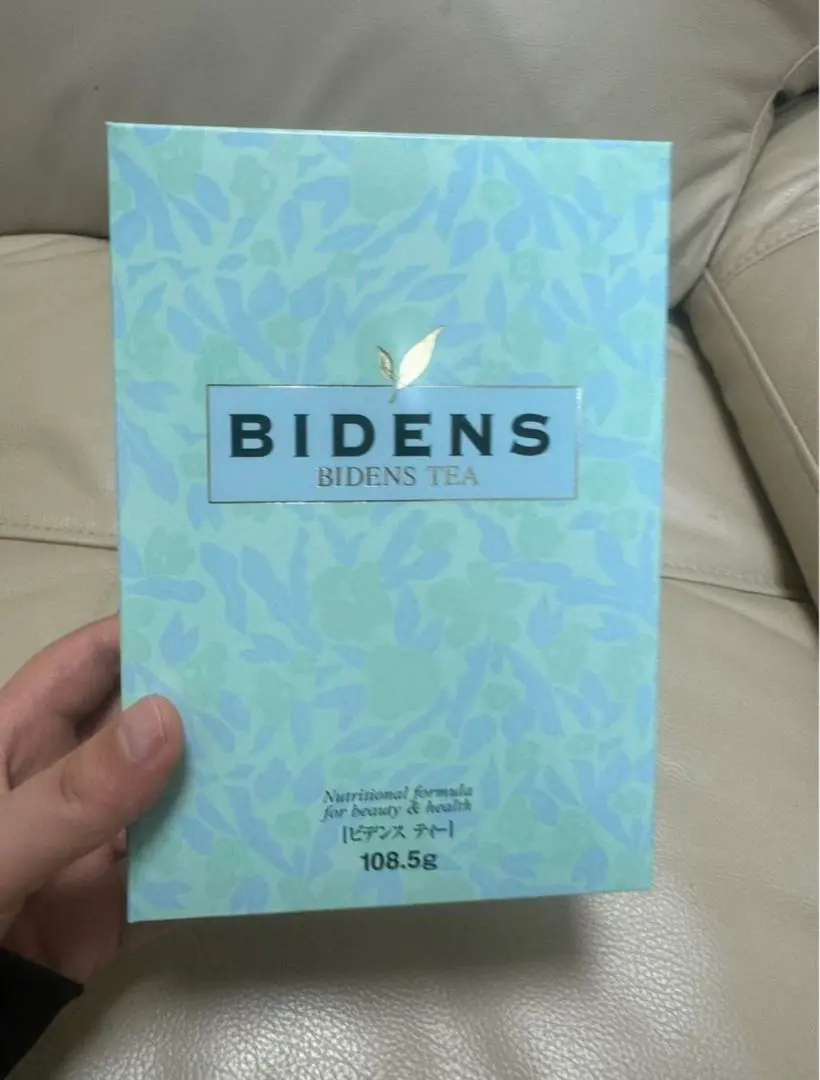 BIDENS
BIDENS TEA
Nutritional formula
for beauty & health
[ビデンス ティー]
108.5g